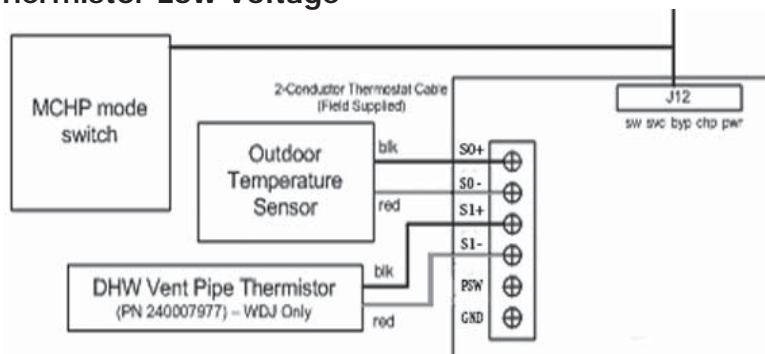 Thermistor Low Voltage
MCHP mode
switch
2-Conductor Thermostat Cable
(Field Supplied)
J12
sw svc byp chp pwr
Outdoor
Temperature
Sensor
blk
red
S0+
S0-
S1+
S1-
PSW
GND
DHW Vent Pipe Thermistor
(PN 240007977) – WDJ Only
blk
red